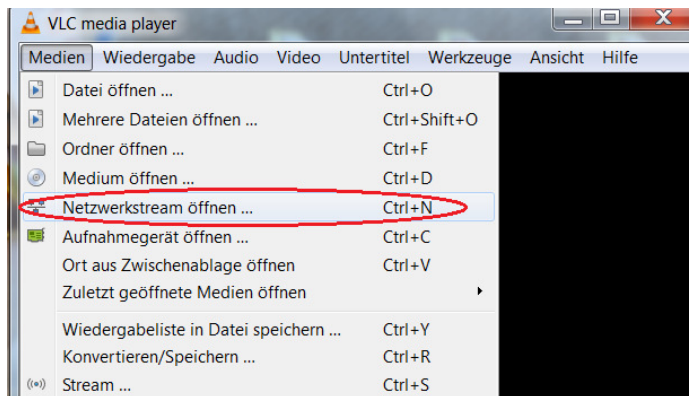 VLC media player
Medien Wiedergabe Audio Video Untertitel Werkzeuge Ansicht Hilfe
Datei öffnen ... Ctrl+O
Mehrere Dateien öffnen ... Ctrl+Shift+O
Ordner öffnen ... Ctrl+F
Medium öffnen ... Ctrl+D
Netzwerkstream öffnen ... Ctrl+N
Aufnahmegerät öffnen ... Ctrl+C
Ort aus Zwischenablage öffnen Ctrl+V
Zuletzt geöffnete Medien öffnen
Wiedergabeliste in Datei speichern ... Ctrl+Y
Konvertieren/Speichern ... Ctrl+R
Stream ... Ctrl+S